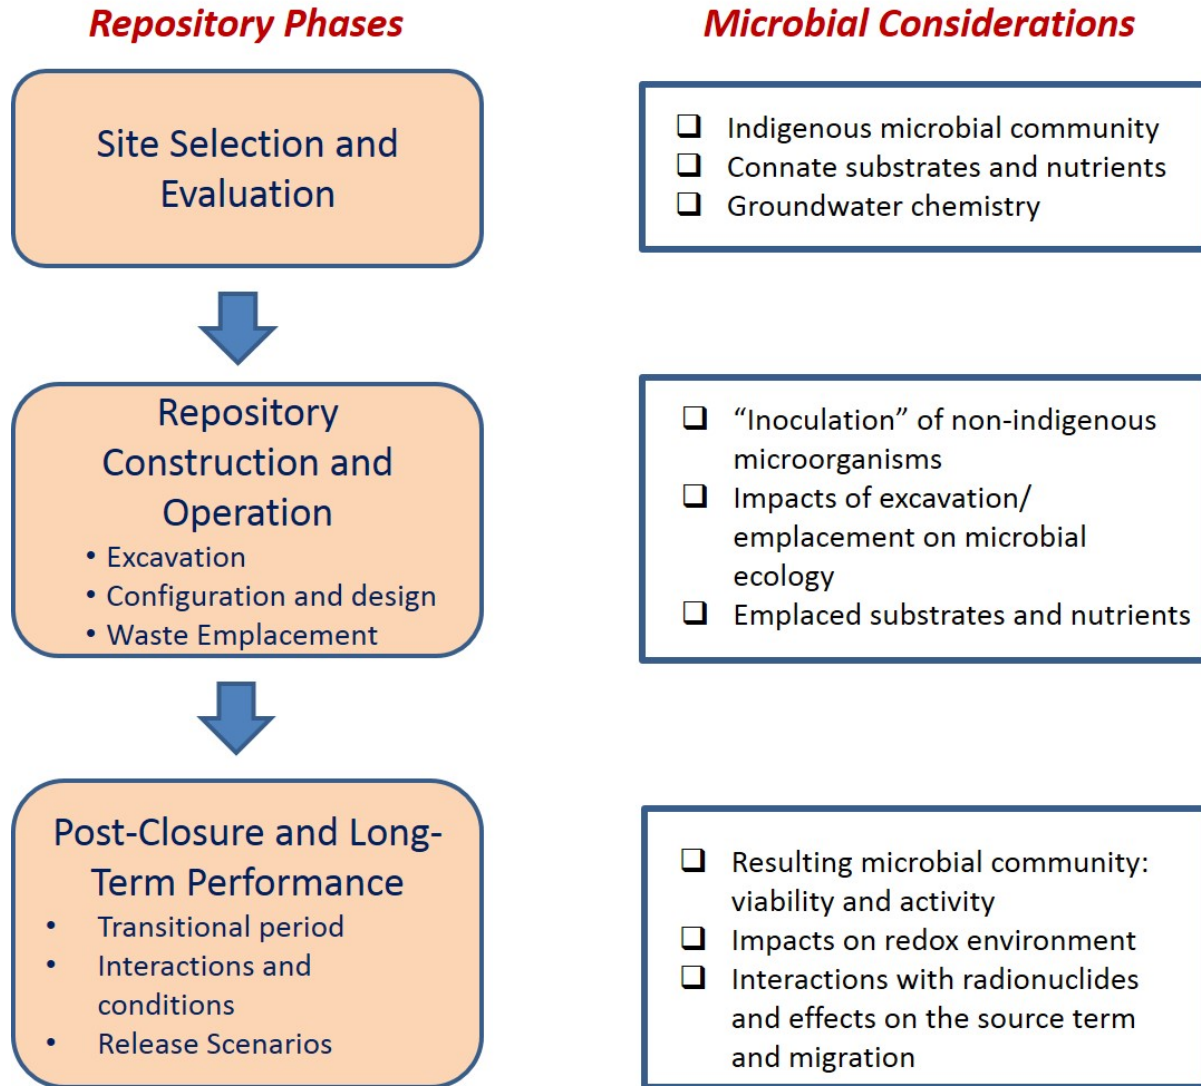 Repository Phases
Microbial Considerations
Site Selection and
Evaluation
❑ Indigenous microbial community
❑ Connate substrates and nutrients
❑ Groundwater chemistry
Repository
Construction and
Operation
• Excavation
• Configuration and design
• Waste Emplacement
❑ “Inoculation” of non-indigenous
microorganisms
❑ Impacts of excavation/
emplacement on microbial
ecology
❑ Emplaced substrates and nutrients
Post-Closure and Long-
Term Performance
• Transitional period
• Interactions and
conditions
• Release Scenarios
❑ Resulting microbial community:
viability and activity
❑ Impacts on redox environment
❑ Interactions with radionuclides
and effects on the source term
and migration